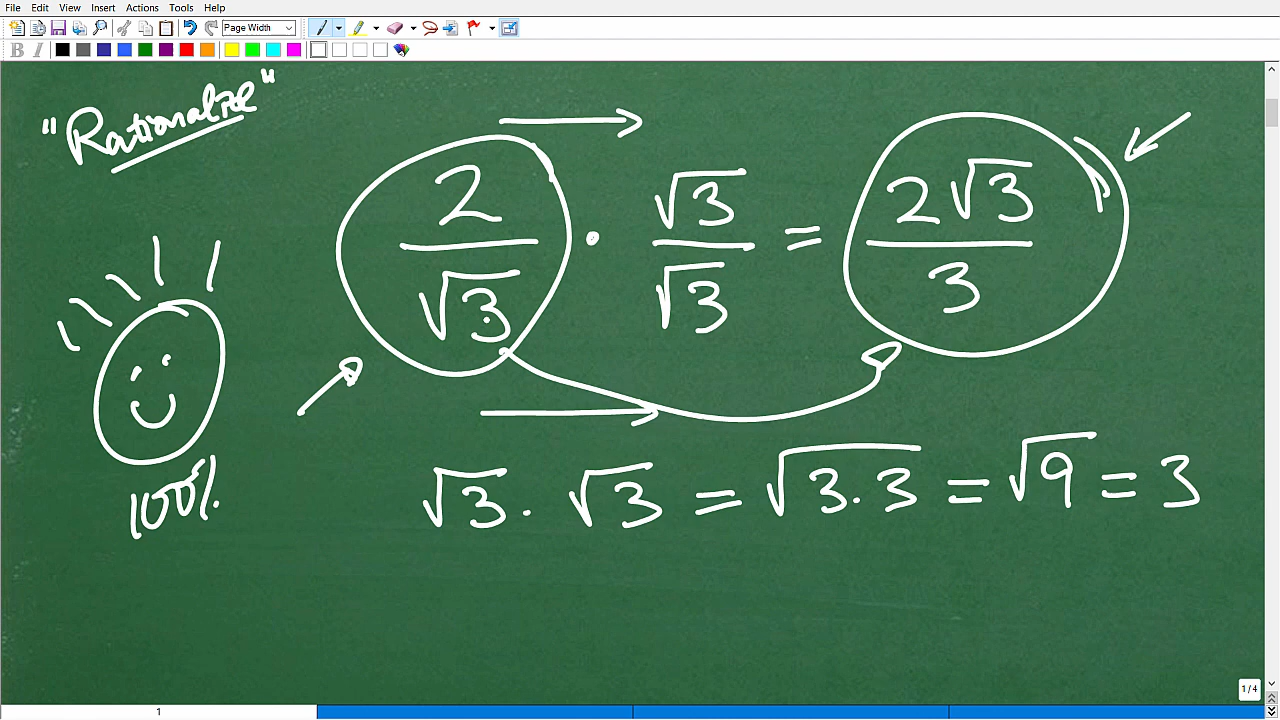 File Edit View Insert Actions Tools Help
Page Width
B I
"Rationalize"
2/√3 · √3/√3 = 2√3/3
100%
√3 · √3 = √3·3 = √9 = 3
1/4
1